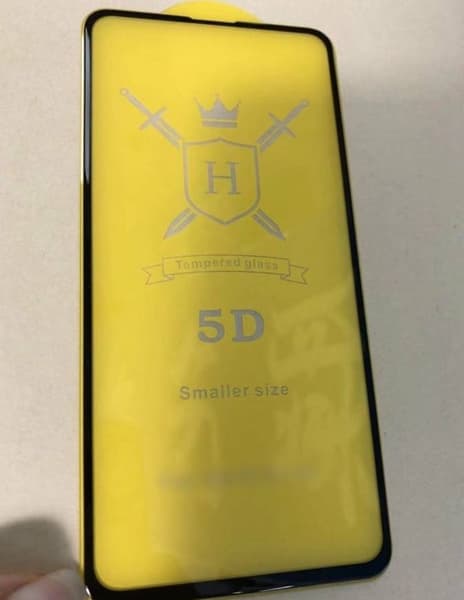 H
Tempered glass
5D
Smaller size